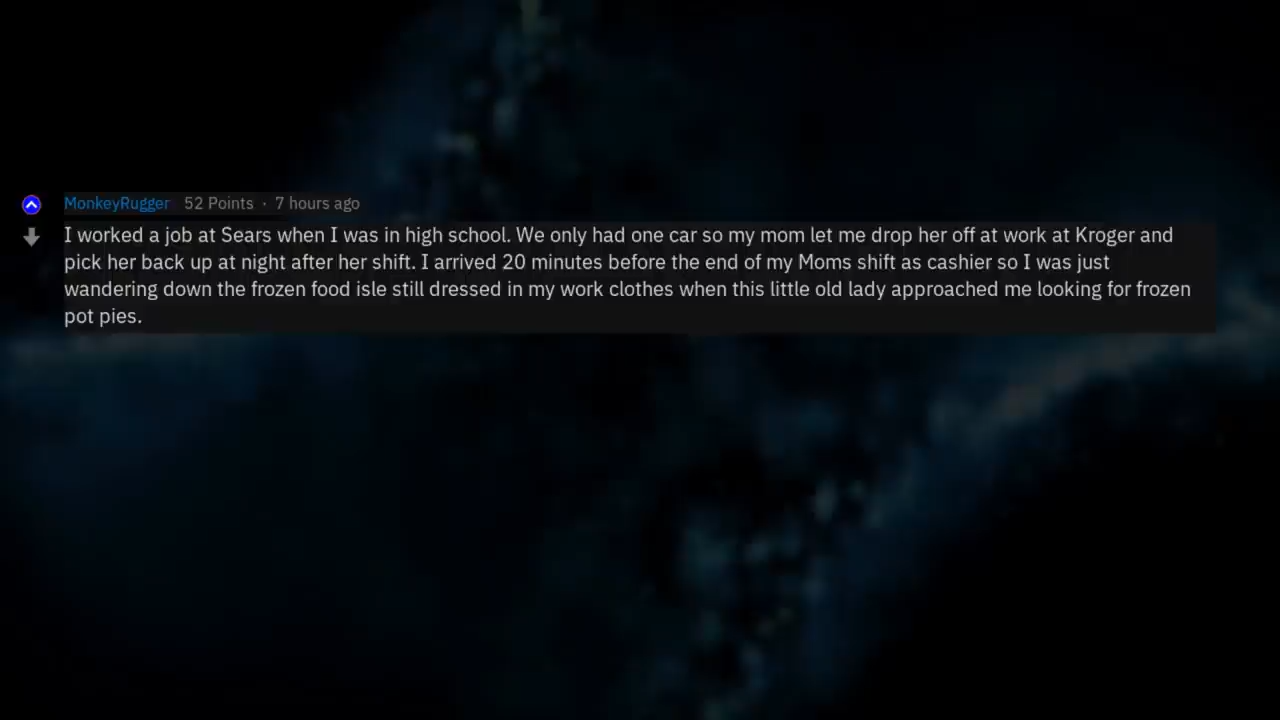 MonkeyRugger 52 Points · 7 hours ago
I worked a job at Sears when I was in high school. We only had one car so my mom let me drop her off at work at Kroger and
pick her back up at night after her shift. I arrived 20 minutes before the end of my Moms shift as cashier so I was just
wandering down the frozen food isle still dressed in my work clothes when this little old lady approached me looking for frozen
pot pies.